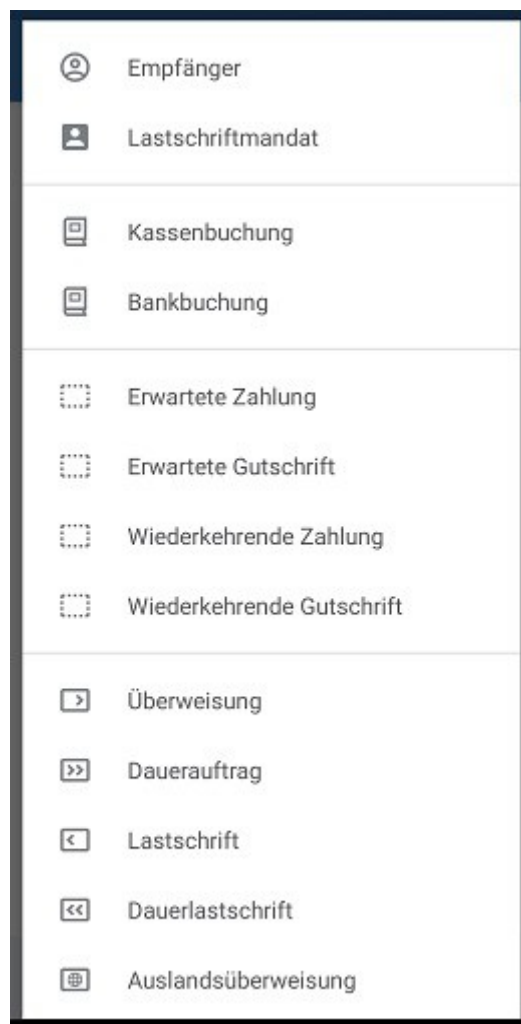 Empfänger
Lastschriftmandat
Kassenbuchung
Bankbuchung
Erwartete Zahlung
Erwartete Gutschrift
Wiederkehrende Zahlung
Wiederkehrende Gutschrift
Überweisung
Dauerauftrag
Lastschrift
Dauerlastschrift
Auslandsüberweisung